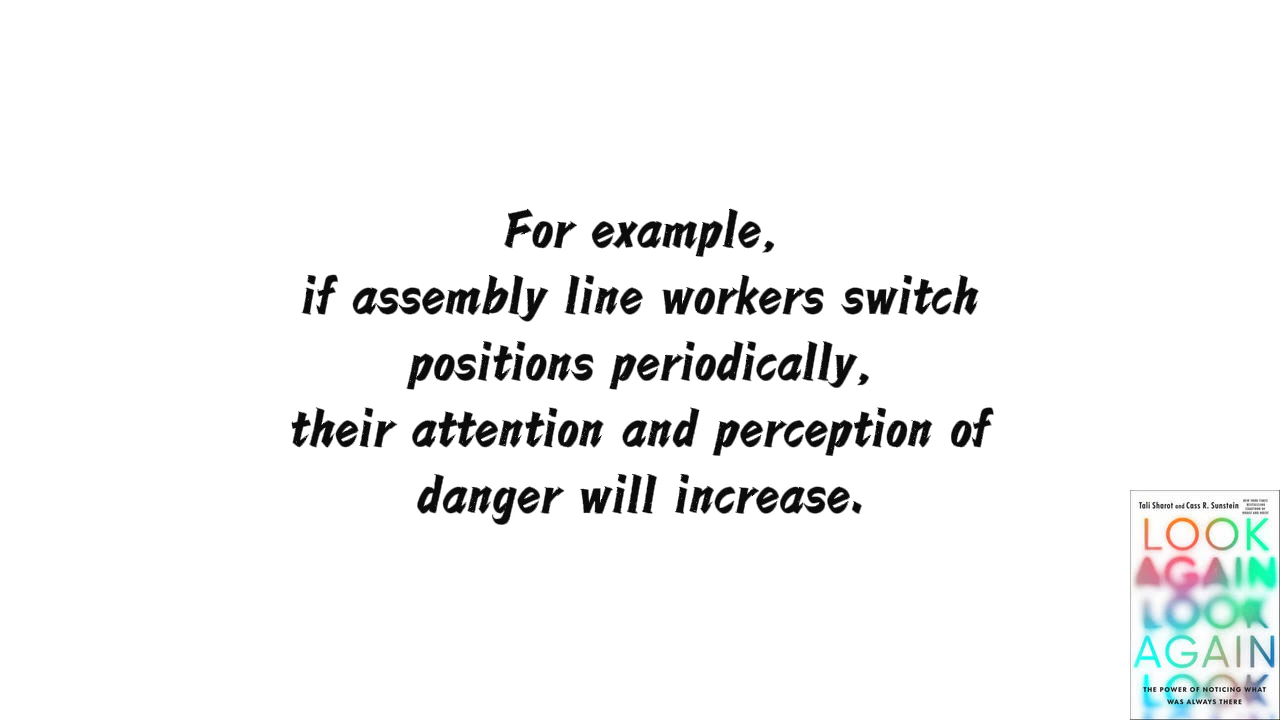 For example,
if assembly line workers switch
positions periodically,
their attention and perception of
danger will increase.
Tali Sharot and Cass R. Sunstein
LOOK
AGAIN
LOOK
AGAIN
LOOK
THE POWER OF NOTICING WHAT
WAS ALWAYS THERE